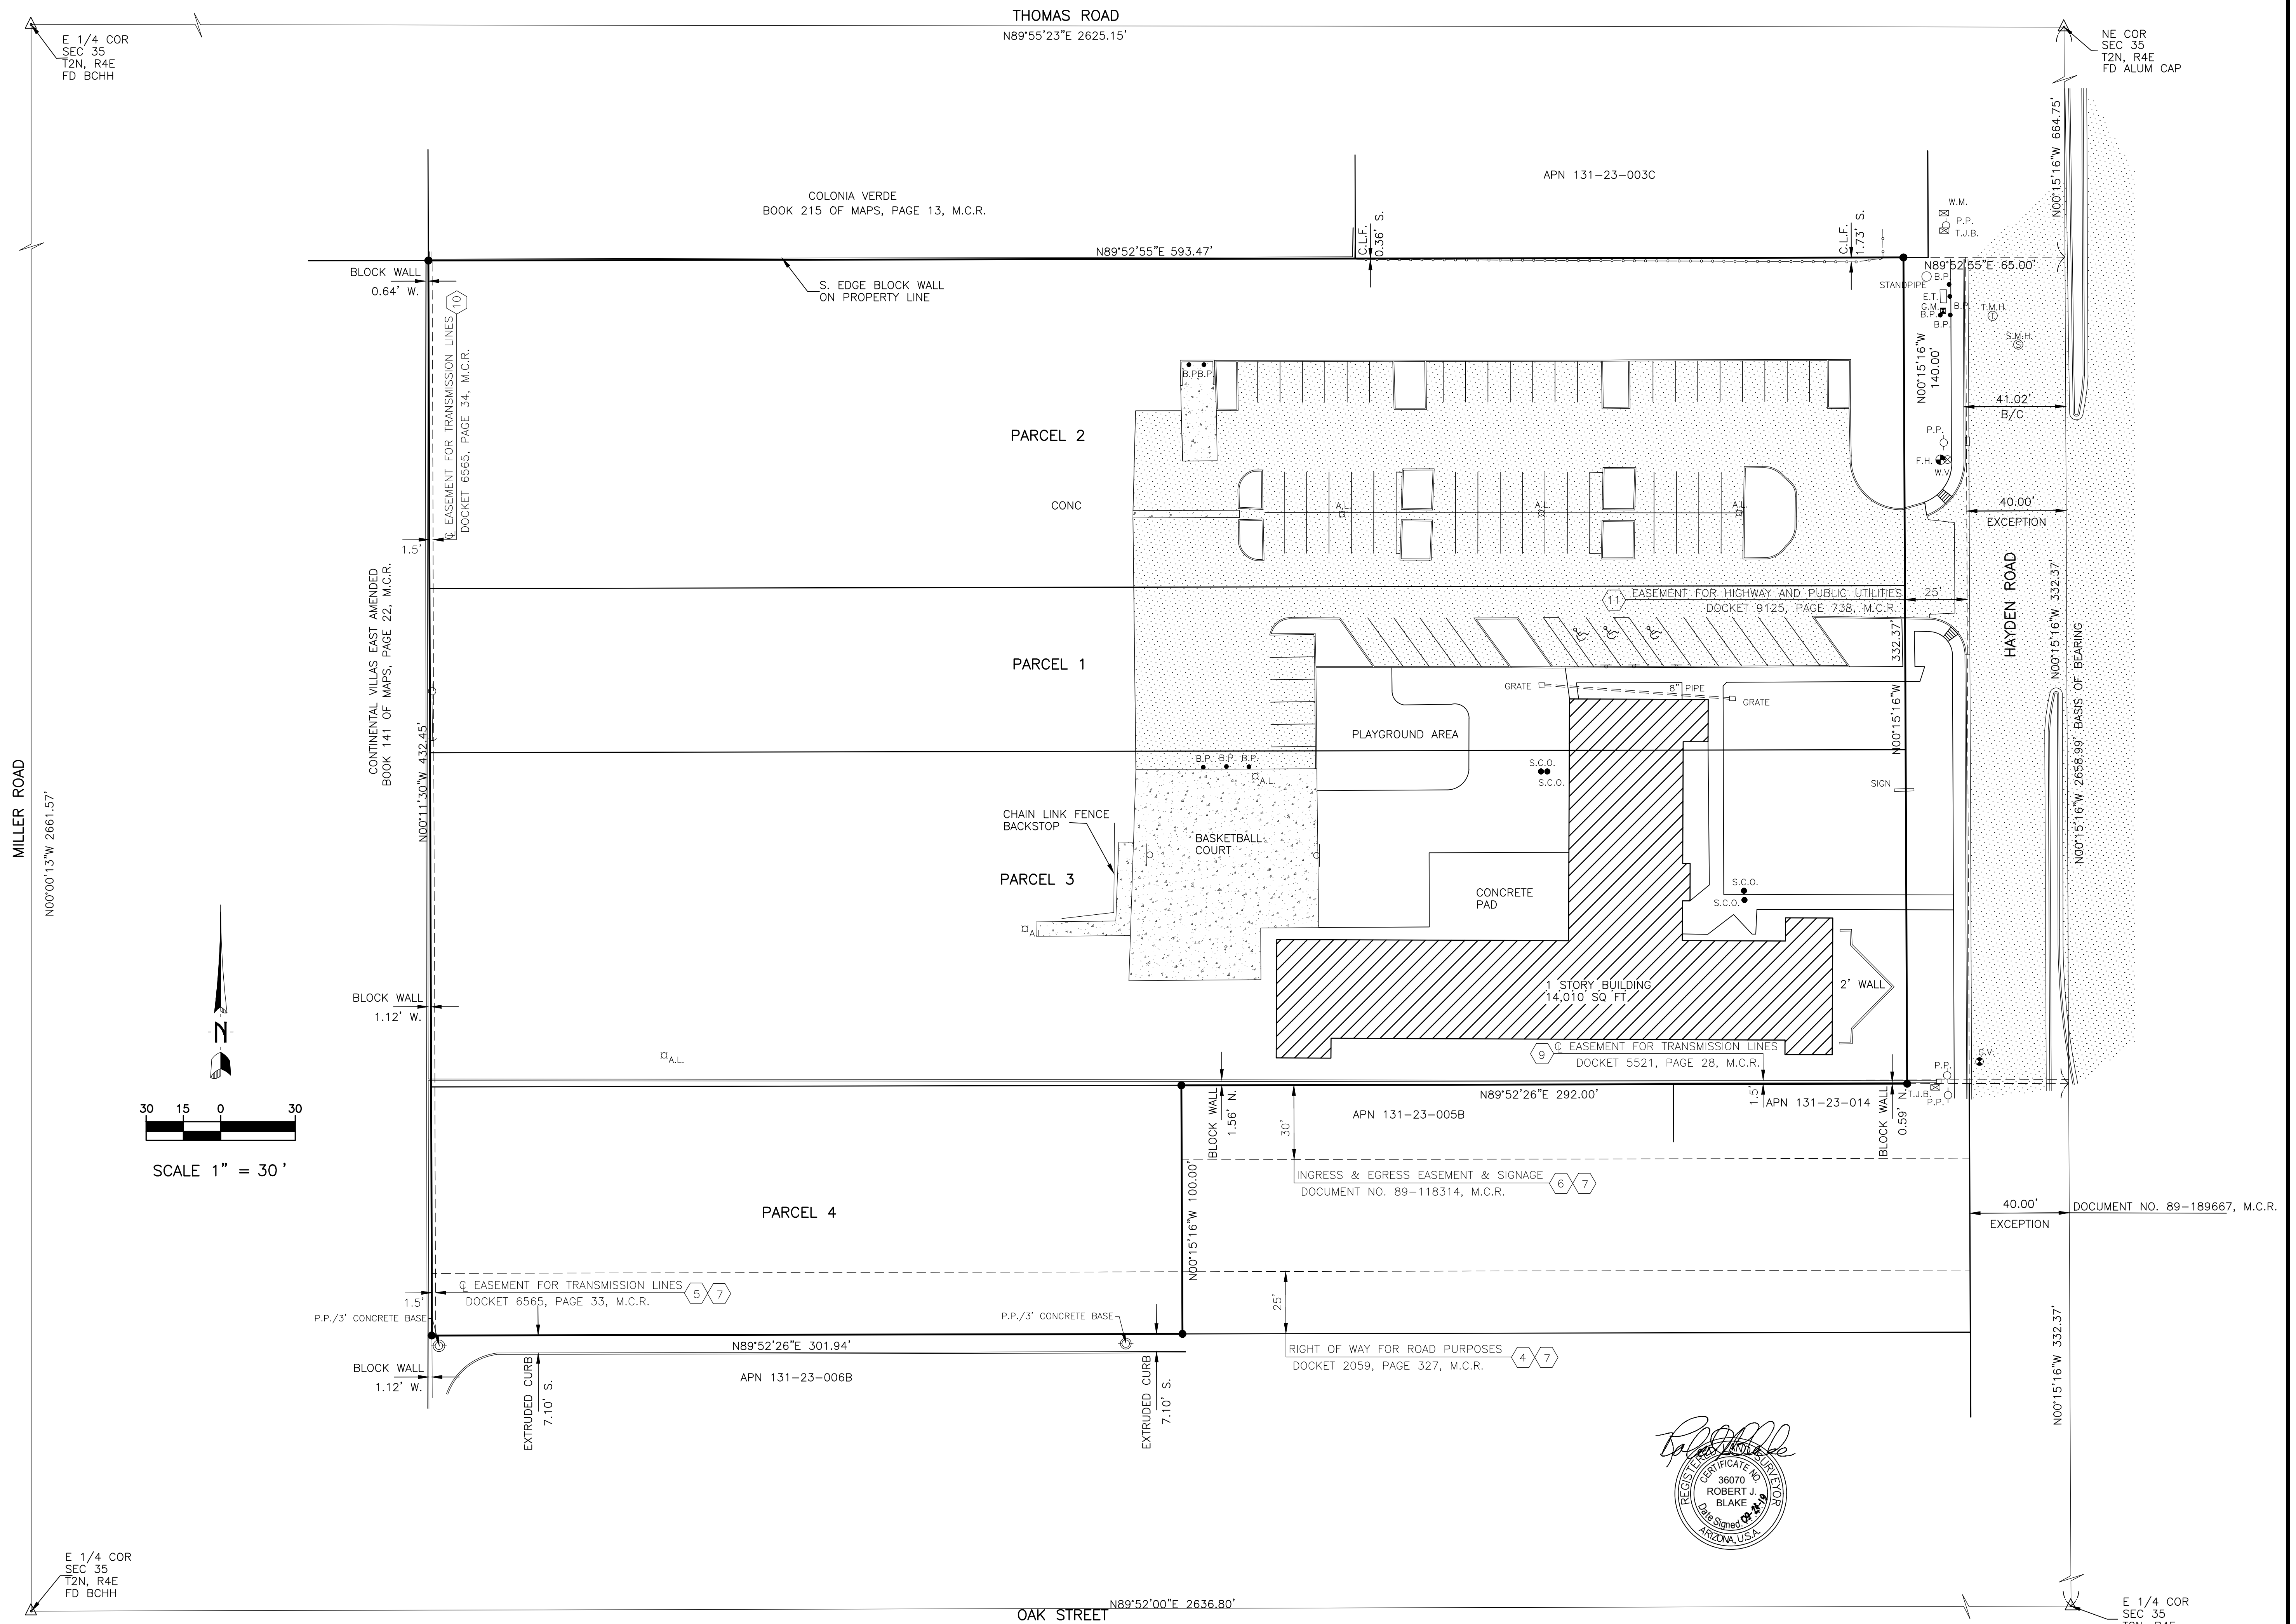 THOMAS ROAD
N89°55'23"E 2625.15'
E 1/4 COR
SEC 35
T2N, R4E
FD BCHH
NE COR
SEC 35
T2N, R4E
FD ALUM CAP
N00°15'16"W 664.75'
COLONIA VERDE
BOOK 215 OF MAPS, PAGE 13, M.C.R.
APN 131-23-003C
W.M.
P.P.
T.J.B.
C.L.F.
0.36' S.
C.L.F.
1.73' S.
N89°52'55"E 593.47'
N89°52'55"E 65.00'
BLOCK WALL
0.64' W.
S. EDGE BLOCK WALL
ON PROPERTY LINE
STANDPIPE
B.P.
E.T.
G.M.
B.P.
B.P.
B.P.
T.M.H.
T
S.M.H.
S
10
℄ EASEMENT FOR TRANSMISSION LINES
DOCKET 6565, PAGE 34, M.C.R.
N00°15'16"W
140.00'
B.P.
B.P.
41.02'
B/C
PARCEL 2
P.P.
F.H.
W.V.
CONC
A.L.
A.L.
A.L.
40.00'
EXCEPTION
1.5'
HAYDEN ROAD
N00°15'16"W 332.37'
CONTINENTAL VILLAS EAST AMENDED
BOOK 141 OF MAPS, PAGE 22, M.C.R.
11
EASEMENT FOR HIGHWAY AND PUBLIC UTILITIES
DOCKET 9125, PAGE 738, M.C.R.
25'
PARCEL 1
N00°15'16"W
332.37'
GRATE
8" PIPE
GRATE
N00°15'16"W 2658.99' BASIS OF BEARING
PLAYGROUND AREA
N00°11'30"W 432.45'
B.P.
B.P.
B.P.
A.L.
S.C.O.
S.C.O.
SIGN
MILLER ROAD
N00°00'13"W 2661.57'
CHAIN LINK FENCE
BACKSTOP
BASKETBALL
COURT
PARCEL 3
CONCRETE
PAD
S.C.O.
S.C.O.
A.L.
1 STORY BUILDING
14,010 SQ FT
2' WALL
BLOCK WALL
1.12' W.
N
A.L.
9
℄ EASEMENT FOR TRANSMISSION LINES
DOCKET 5521, PAGE 28, M.C.R.
G.V.
P.P.
T.J.B.
P.P.
N89°52'26"E 292.00'
1.5'
BLOCK WALL
1.56' N.
30'
APN 131-23-005B
APN 131-23-014
BLOCK WALL
0.59' N.
30 15 0 30
SCALE 1" = 30'
INGRESS & EGRESS EASEMENT & SIGNAGE
DOCUMENT NO. 89-118314, M.C.R.
6
7
N00°15'16"W 100.00'
PARCEL 4
40.00'
EXCEPTION
DOCUMENT NO. 89-189667, M.C.R.
℄ EASEMENT FOR TRANSMISSION LINES
DOCKET 6565, PAGE 33, M.C.R.
5
7
1.5'
P.P./3' CONCRETE BASE
P.P./3' CONCRETE BASE
25'
N89°52'26"E 301.94'
RIGHT OF WAY FOR ROAD PURPOSES
DOCKET 2059, PAGE 327, M.C.R.
4
7
BLOCK WALL
1.12' W.
APN 131-23-006B
EXTRUDED CURB
7.10' S.
EXTRUDED CURB
7.10' S.
N00°15'16"W 332.37'
REGISTERED LAND SURVEYOR
CERTIFICATE NO.
36070
ROBERT J.
BLAKE
Date Signed
ARIZONA, U.S.A.
E 1/4 COR
SEC 35
T2N, R4E
FD BCHH
OAK STREET
N89°52'00"E 2636.80'
E 1/4 COR
SEC 35
T2N, R4E